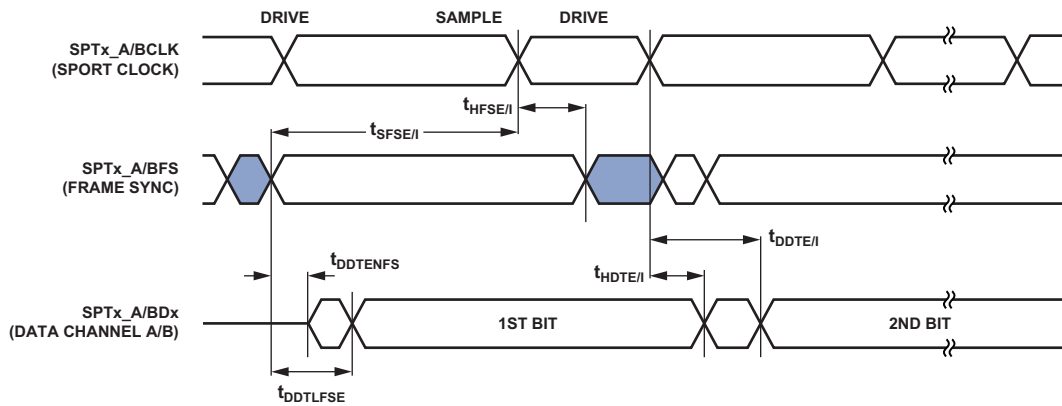 DRIVE SAMPLE DRIVE
SPTx_A/BCLK
(SPORT CLOCK)
tHFSE/I
tSFSE/I
SPTx_A/BFS
(FRAME SYNC)
tDDTE/I
tHDTE/I
tDDTENFS
SPTx_A/BDx
(DATA CHANNEL A/B)
1ST BIT 2ND BIT
tDDTLFSE